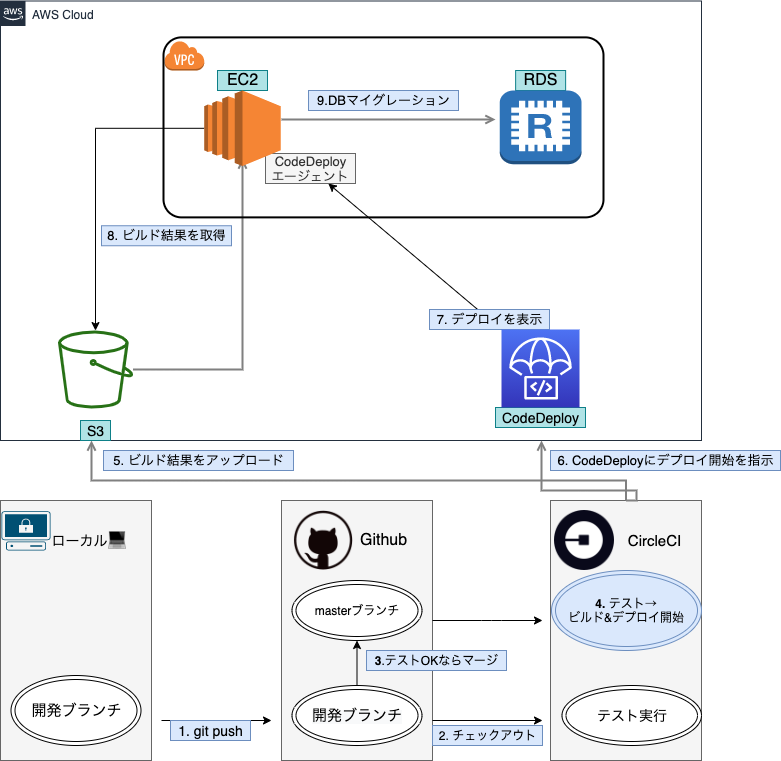 aws
AWS Cloud
VPC
EC2
9.DBマイグレーション
RDS
R
CodeDeploy
エージェント
8. ビルド結果を取得
7. デプロイを表示
</>
CodeDeploy
S3
5. ビルド結果をアップロード
6. CodeDeployにデプロイ開始を指示
ローカル💻
Github
CircleCI
masterブランチ
4. テスト→
ビルド&デプロイ開始
3.テストOKならマージ
開発ブランチ
1. git push
開発ブランチ
2. チェックアウト
テスト実行